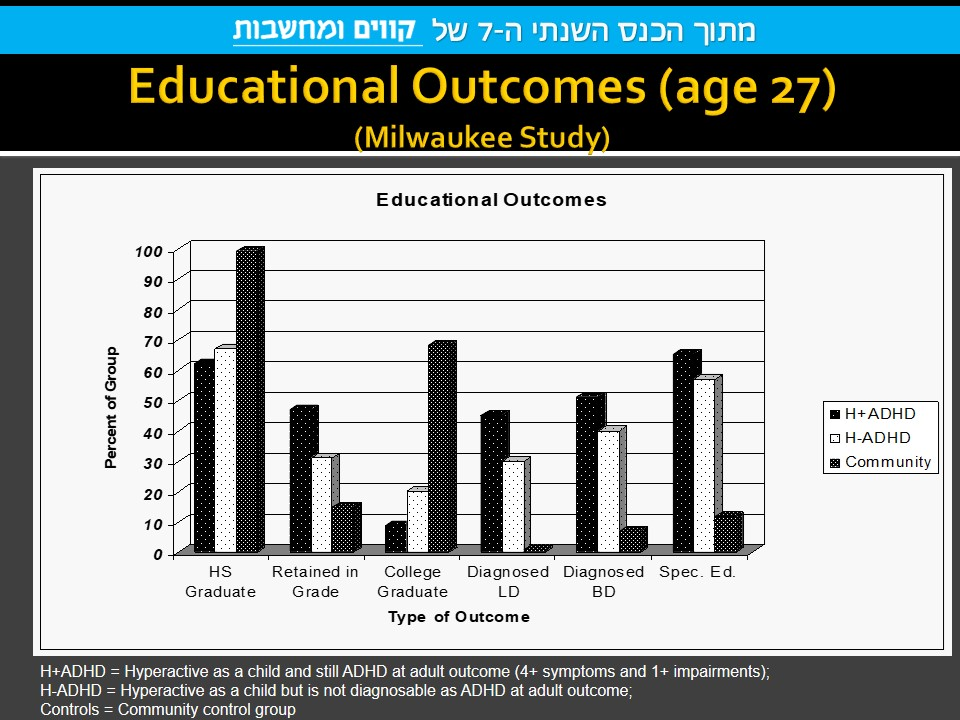 מתוך הכנס השנתי ה-7 של קווים ומחשבות
Educational Outcomes (age 27)
(Milwaukee Study)
Educational Outcomes
100
90
80
70
60
50
40
30
20
10
0
Percent of Group
HS Graduate
Retained in Grade
College Graduate
Diagnosed LD
Diagnosed BD
Spec. Ed.
Type of Outcome
H+ADHD
H-ADHD
Community
H+ADHD = Hyperactive as a child and still ADHD at adult outcome (4+ symptoms and 1+ impairments);
H-ADHD = Hyperactive as a child but is not diagnosable as ADHD at adult outcome;
Controls = Community control group